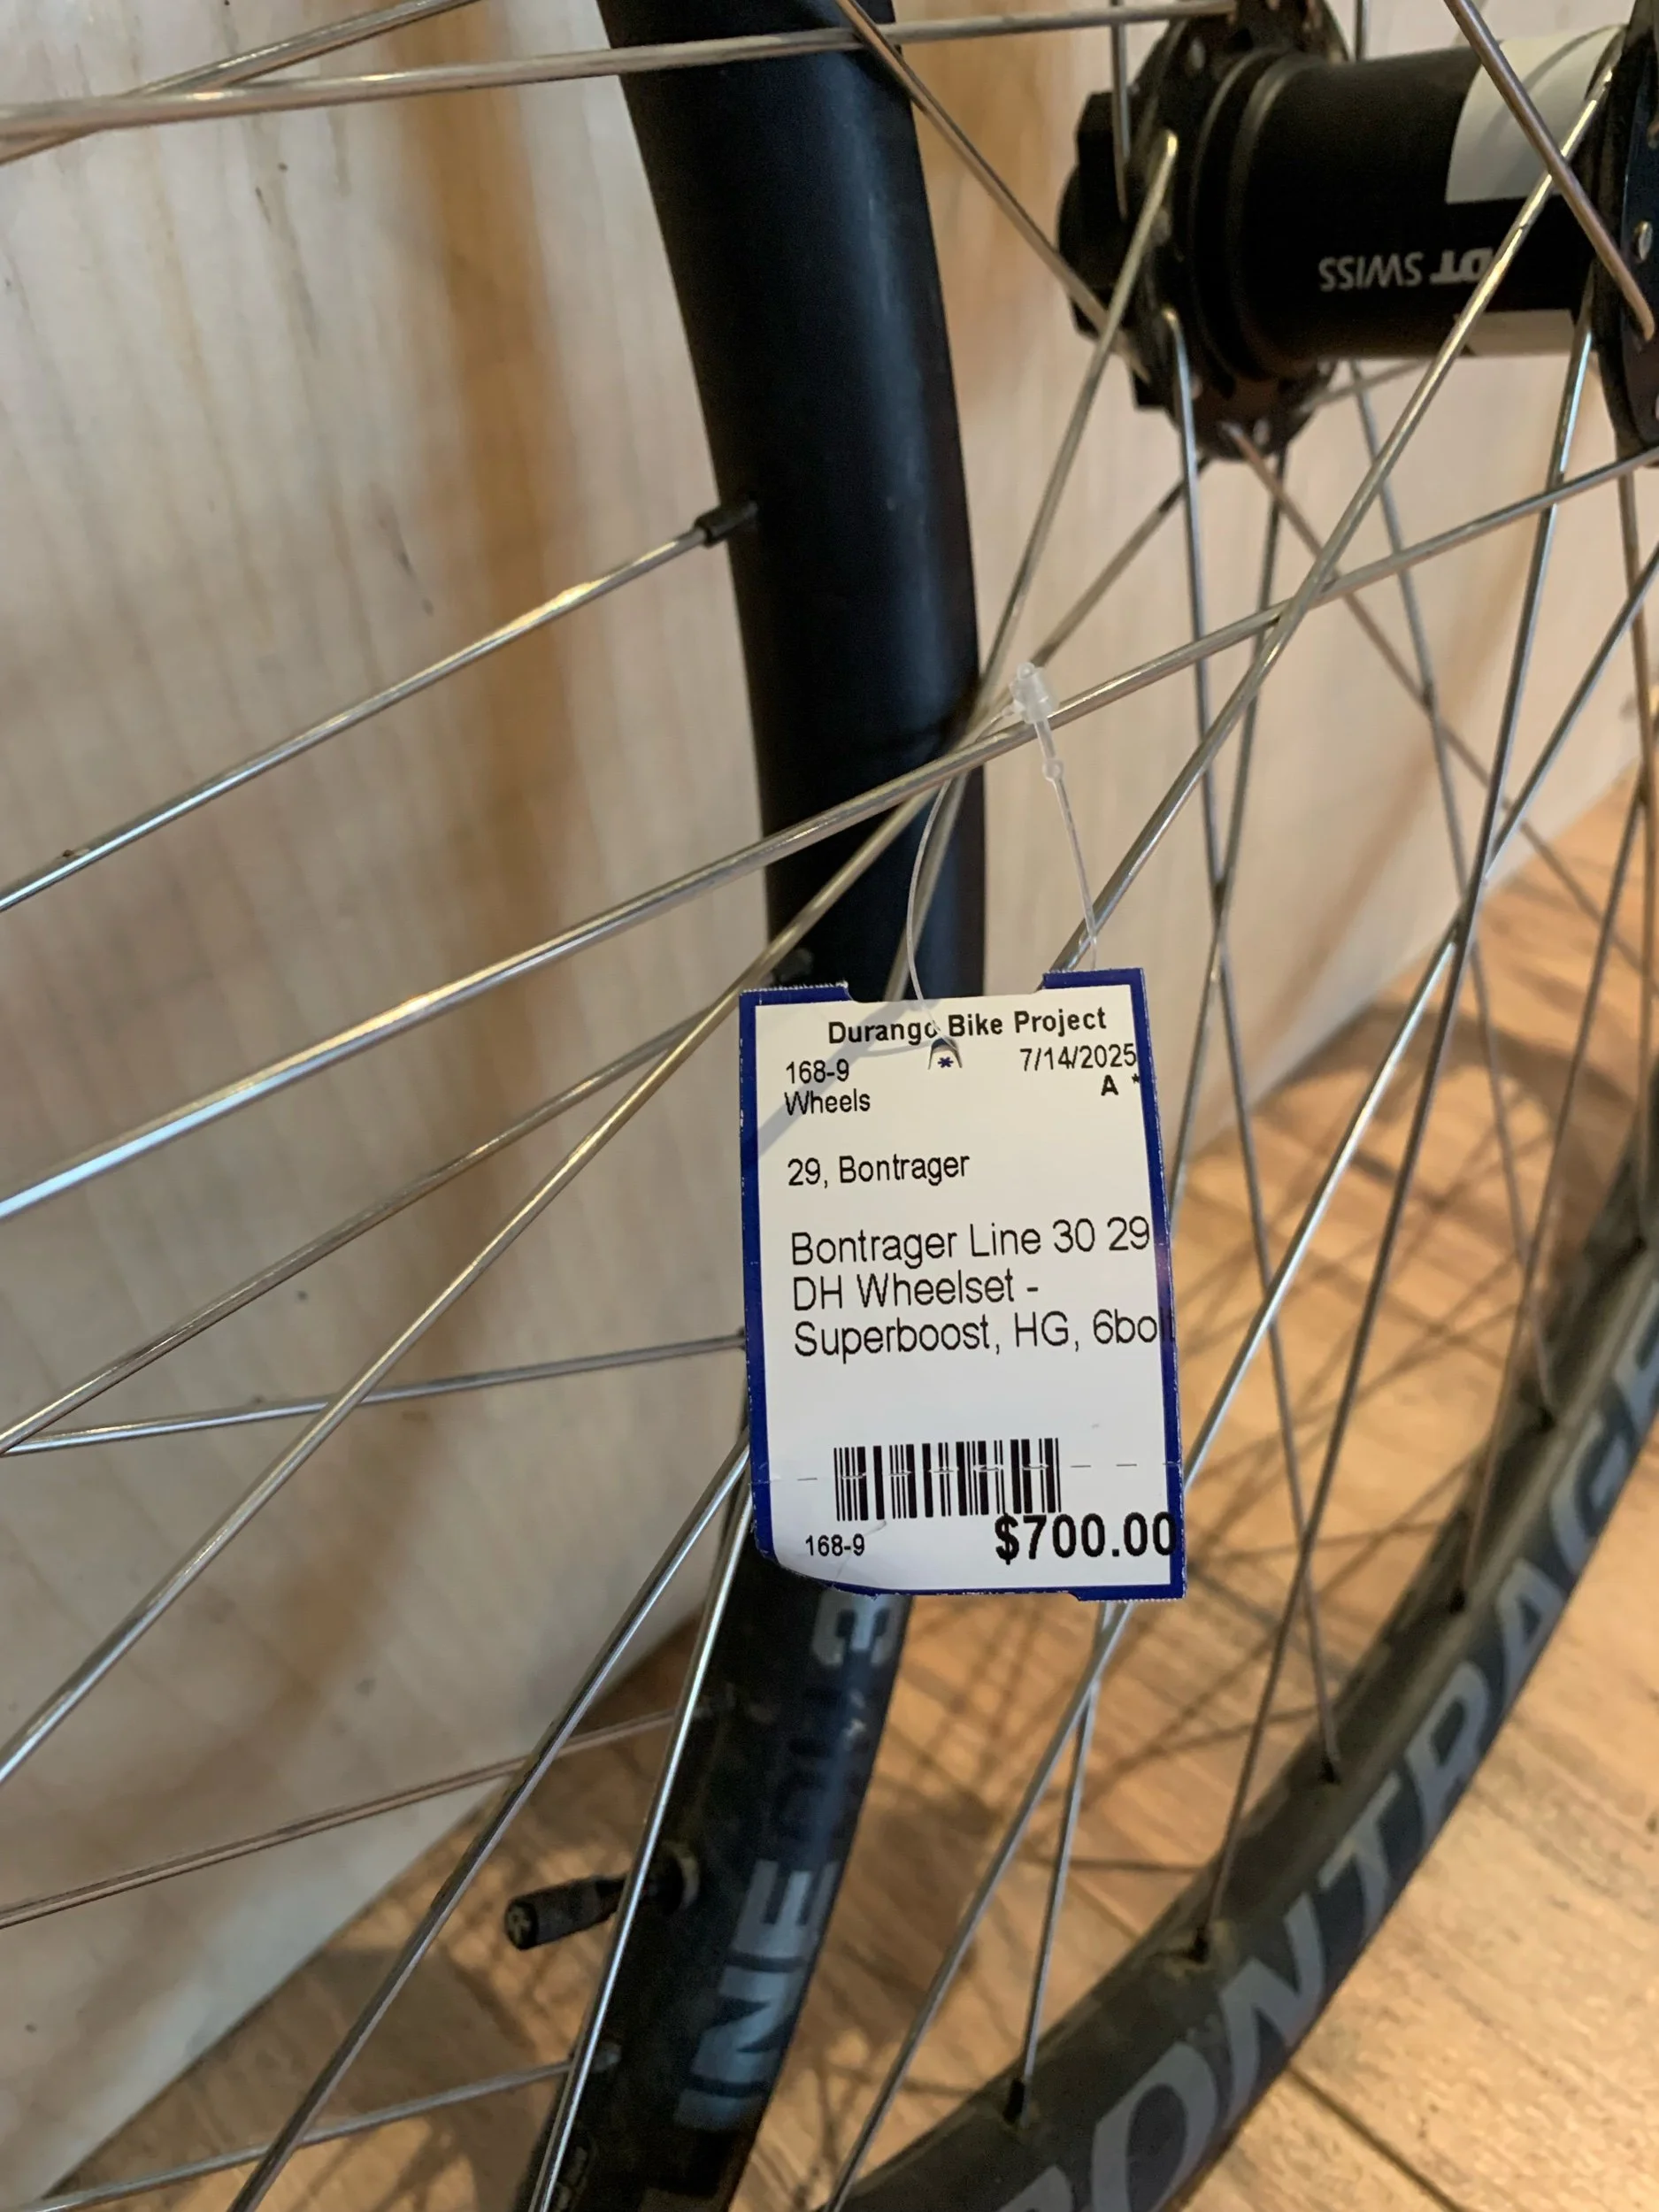 DT SWISS
Durango Bike Project
168-9 7/14/2025
Wheels A *
*
29, Bontrager
Bontrager Line 30 29
DH Wheelset -
Superboost, HG, 6bo
168-9 $700.00